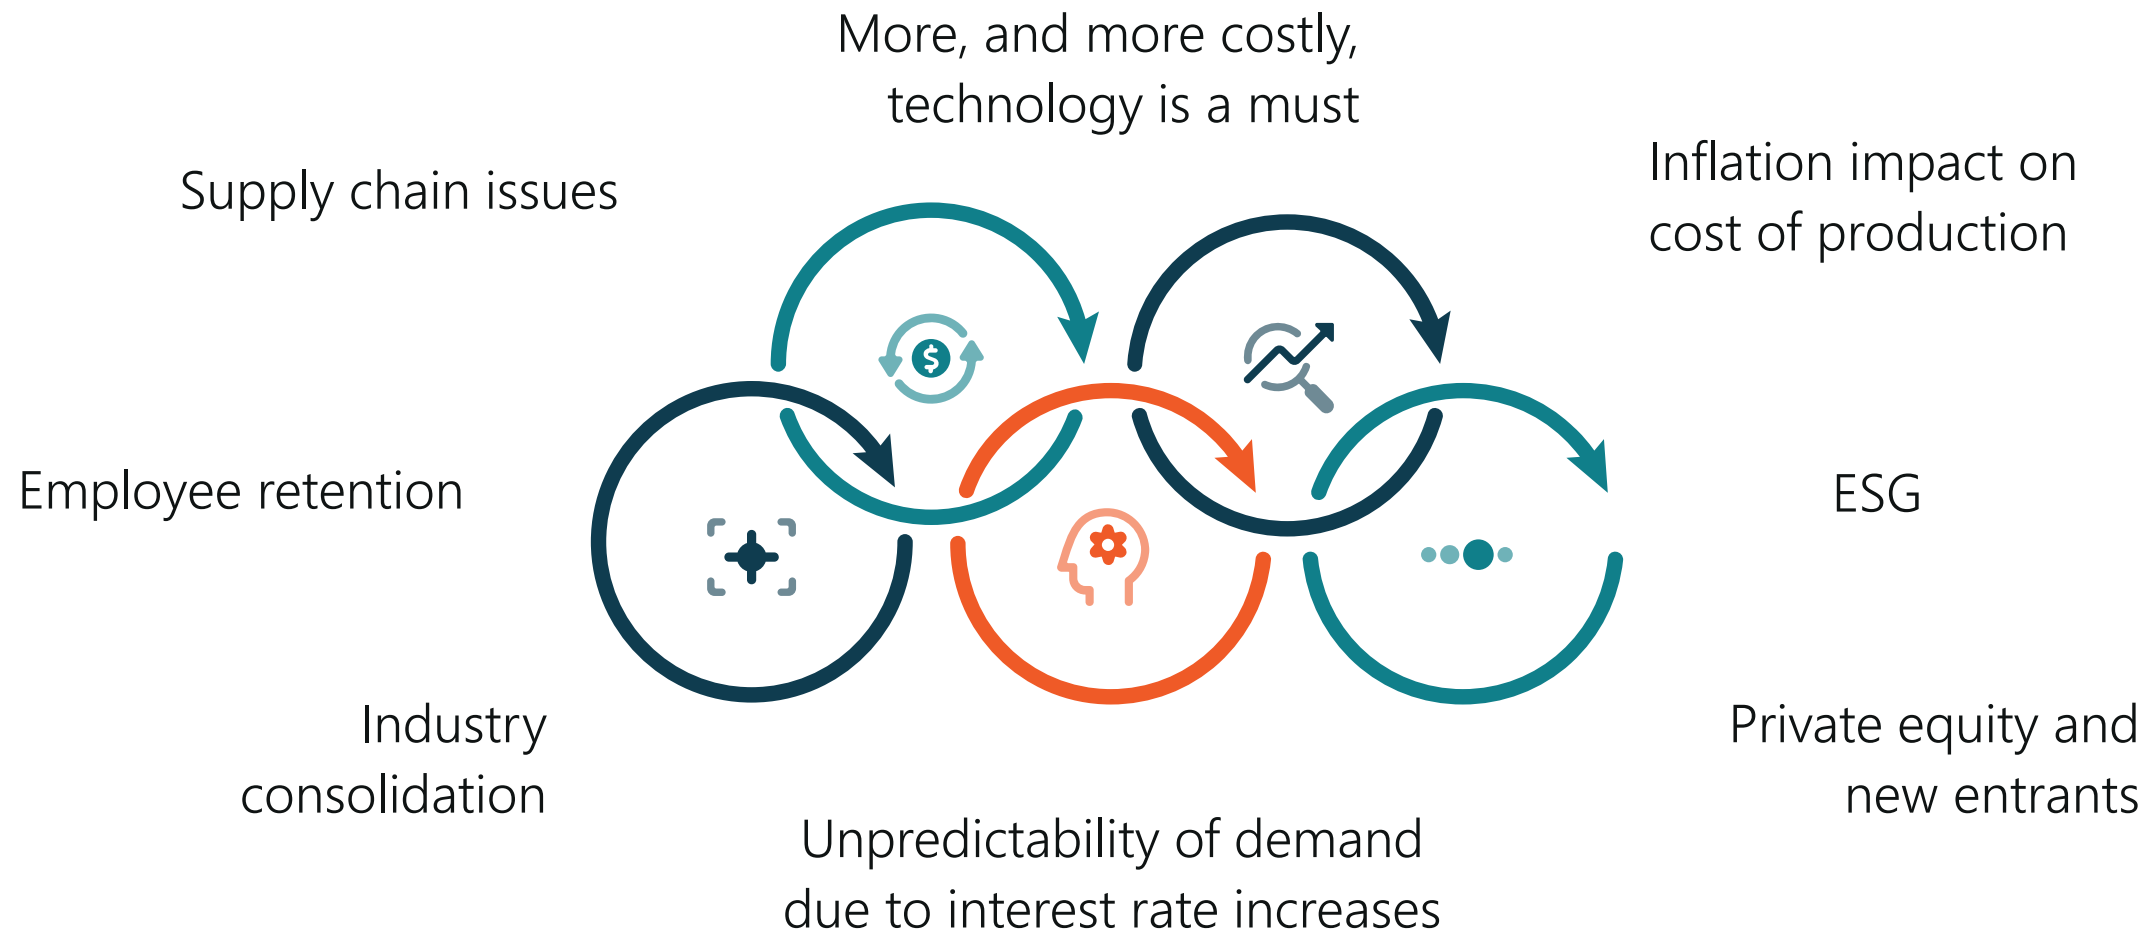 More, and more costly,
technology is a must
Supply chain issues
Inflation impact on
cost of production
$
Employee retention
ESG
Industry
consolidation
Private equity and
new entrants
Unpredictability of demand
due to interest rate increases